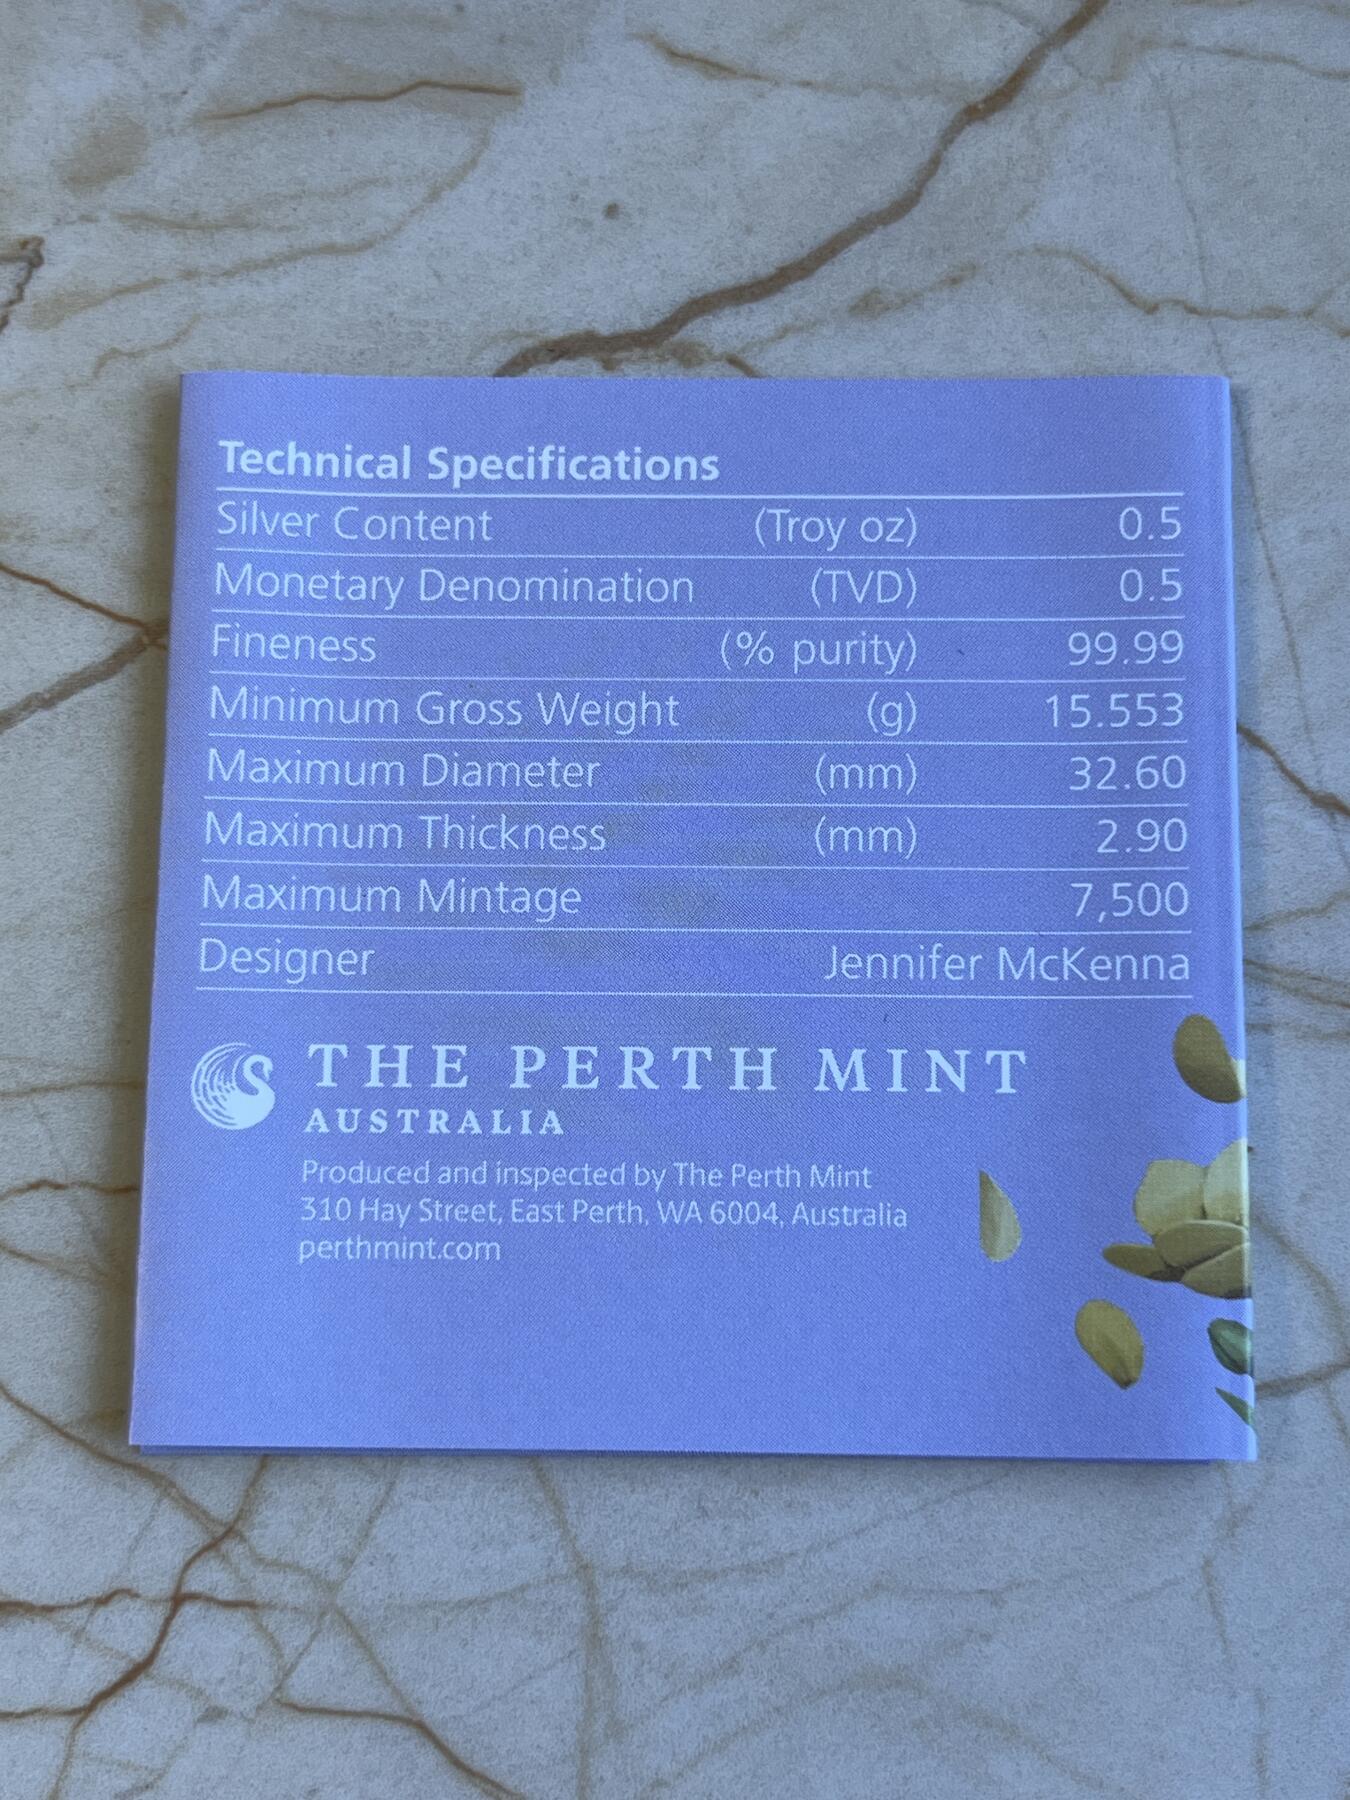 Technical Specifications
Silver Content (Troy oz) 0.5
Monetary Denomination (TVD) 0.5
Fineness (% purity) 99.99
Minimum Gross Weight (g) 15.553
Maximum Diameter (mm) 32.60
Maximum Thickness (mm) 2.90
Maximum Mintage 7,500
Designer Jennifer McKenna
THE PERTH MINT
AUSTRALIA
Produced and inspected by The Perth Mint
310 Hay Street, East Perth, WA 6004, Australia
perthmint.com